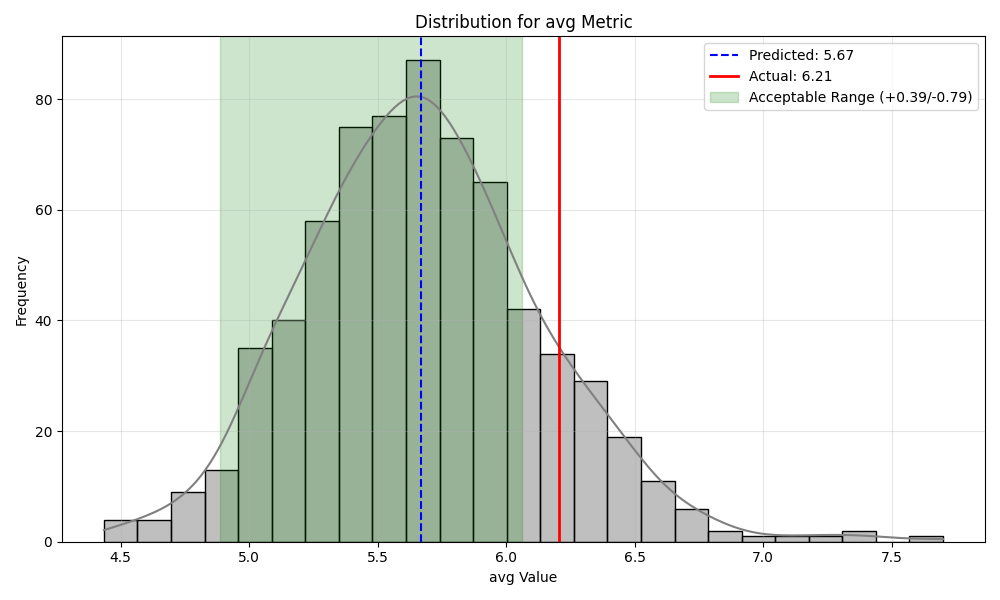 Distribution for avg Metric
Predicted: 5.67
Actual: 6.21
Acceptable Range (+0.39/-0.79)
Frequency
80
60
40
20
0
4.5 5.0 5.5 6.0 6.5 7.0 7.5
avg Value